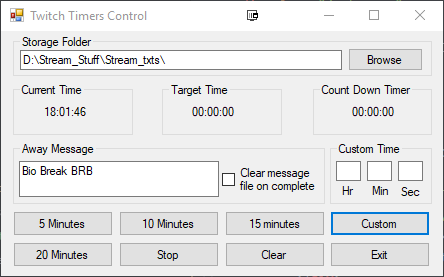 Twitch Timers Control
Storage Folder
D:\Stream_Stuff\Stream_txts\
Browse
Current Time
Target Time
Count Down Timer
18:01:46
00:00:00
00:00:00
Away Message
Custom Time
Bio Break BRB
Clear message
file on complete
Hr
Min
Sec
5 Minutes
10 Minutes
15 minutes
Custom
20 Minutes
Stop
Clear
Exit